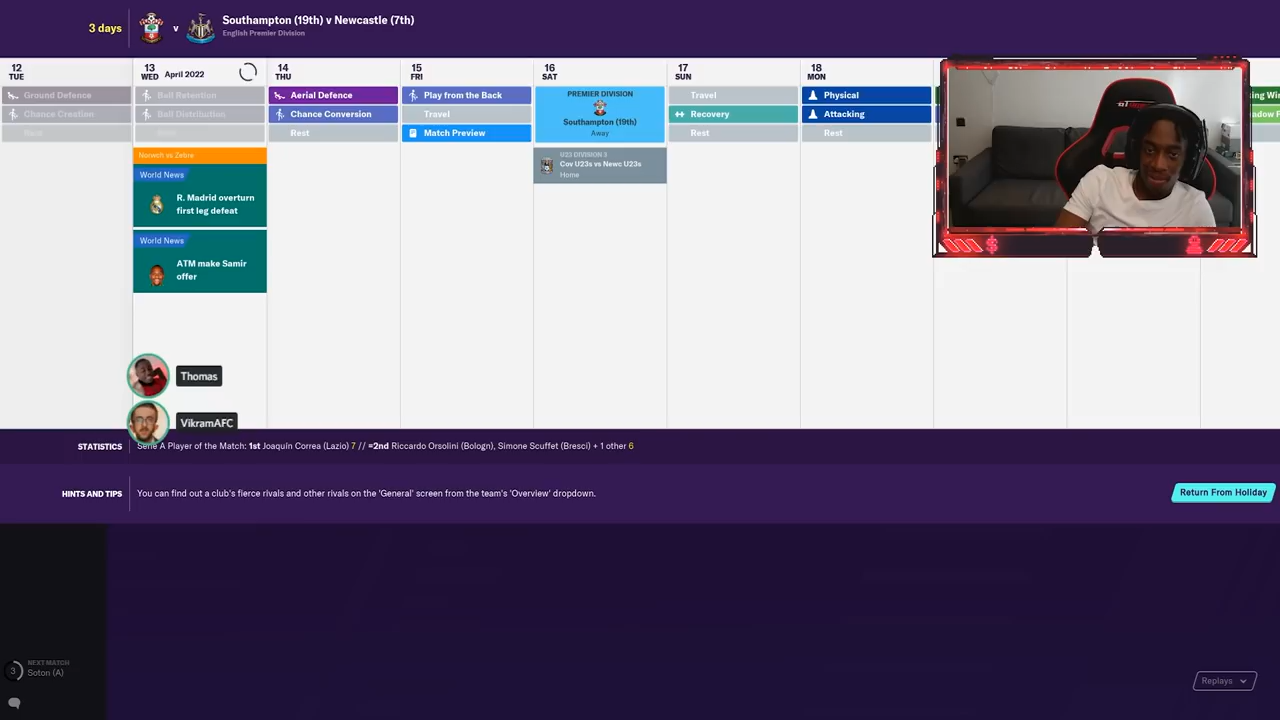 3 days
v
Southampton (19th) v Newcastle (7th)
English Premier Division
12
TUE
Ground Defence
Chance Creation
13
WED
April 2022
Ball Retention
Ball Distribution
Norwch vs Zebre
World News
R. Madrid overturn
first leg defeat
World News
ATM make Samir
offer
14
THU
Aerial Defence
Chance Conversion
Rest
15
FRI
Play from the Back
Travel
Match Preview
16
SAT
PREMIER DIVISION
Southampton (19th)
Away
U23 DIVISION 3
Cov U23s vs Newc U23s
Home
17
SUN
Travel
Recovery
Rest
18
MON
Physical
Attacking
Rest
Thomas
VikramAFC
STATISTICS
Serie A Player of the Match: 1st Joaquín Correa (Lazio) 7 // =2nd Riccardo Orsolini (Bologn), Simone Scuffet (Bresci) + 1 other 6
HINTS AND TIPS
You can find out a club's fierce rivals and other rivals on the 'General' screen from the team's 'Overview' dropdown.
Return From Holiday
3
NEXT MATCH
Soton (A)
Replays